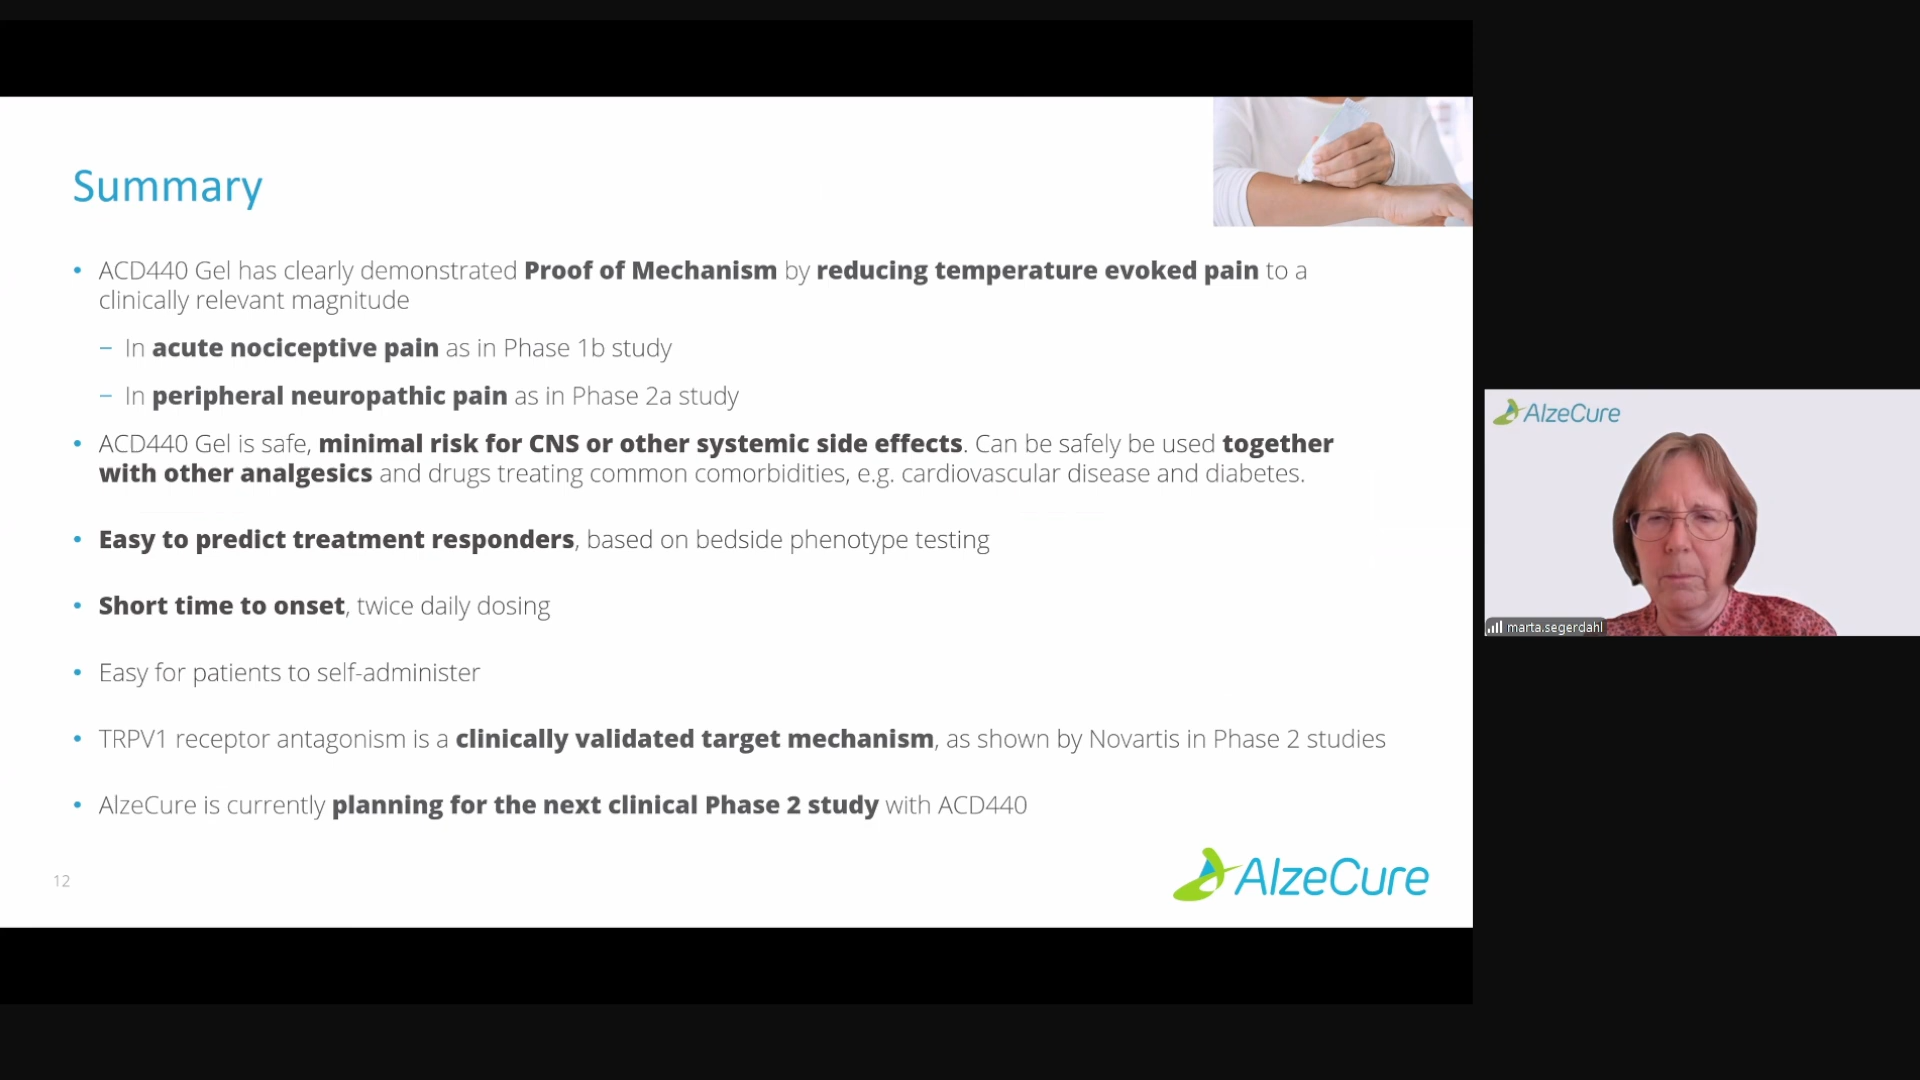 Summary
• ACD440 Gel has clearly demonstrated Proof of Mechanism by reducing temperature evoked pain to a
clinically relevant magnitude
– In acute nociceptive pain as in Phase 1b study
– In peripheral neuropathic pain as in Phase 2a study
• ACD440 Gel is safe, minimal risk for CNS or other systemic side effects. Can be safely be used together
with other analgesics and drugs treating common comorbidities, e.g. cardiovascular disease and diabetes.
• Easy to predict treatment responders, based on bedside phenotype testing
• Short time to onset, twice daily dosing
• Easy for patients to self-administer
• TRPV1 receptor antagonism is a clinically validated target mechanism, as shown by Novartis in Phase 2 studies
• AlzeCure is currently planning for the next clinical Phase 2 study with ACD440
12
AlzeCure
AlzeCure
marta.segerdahl